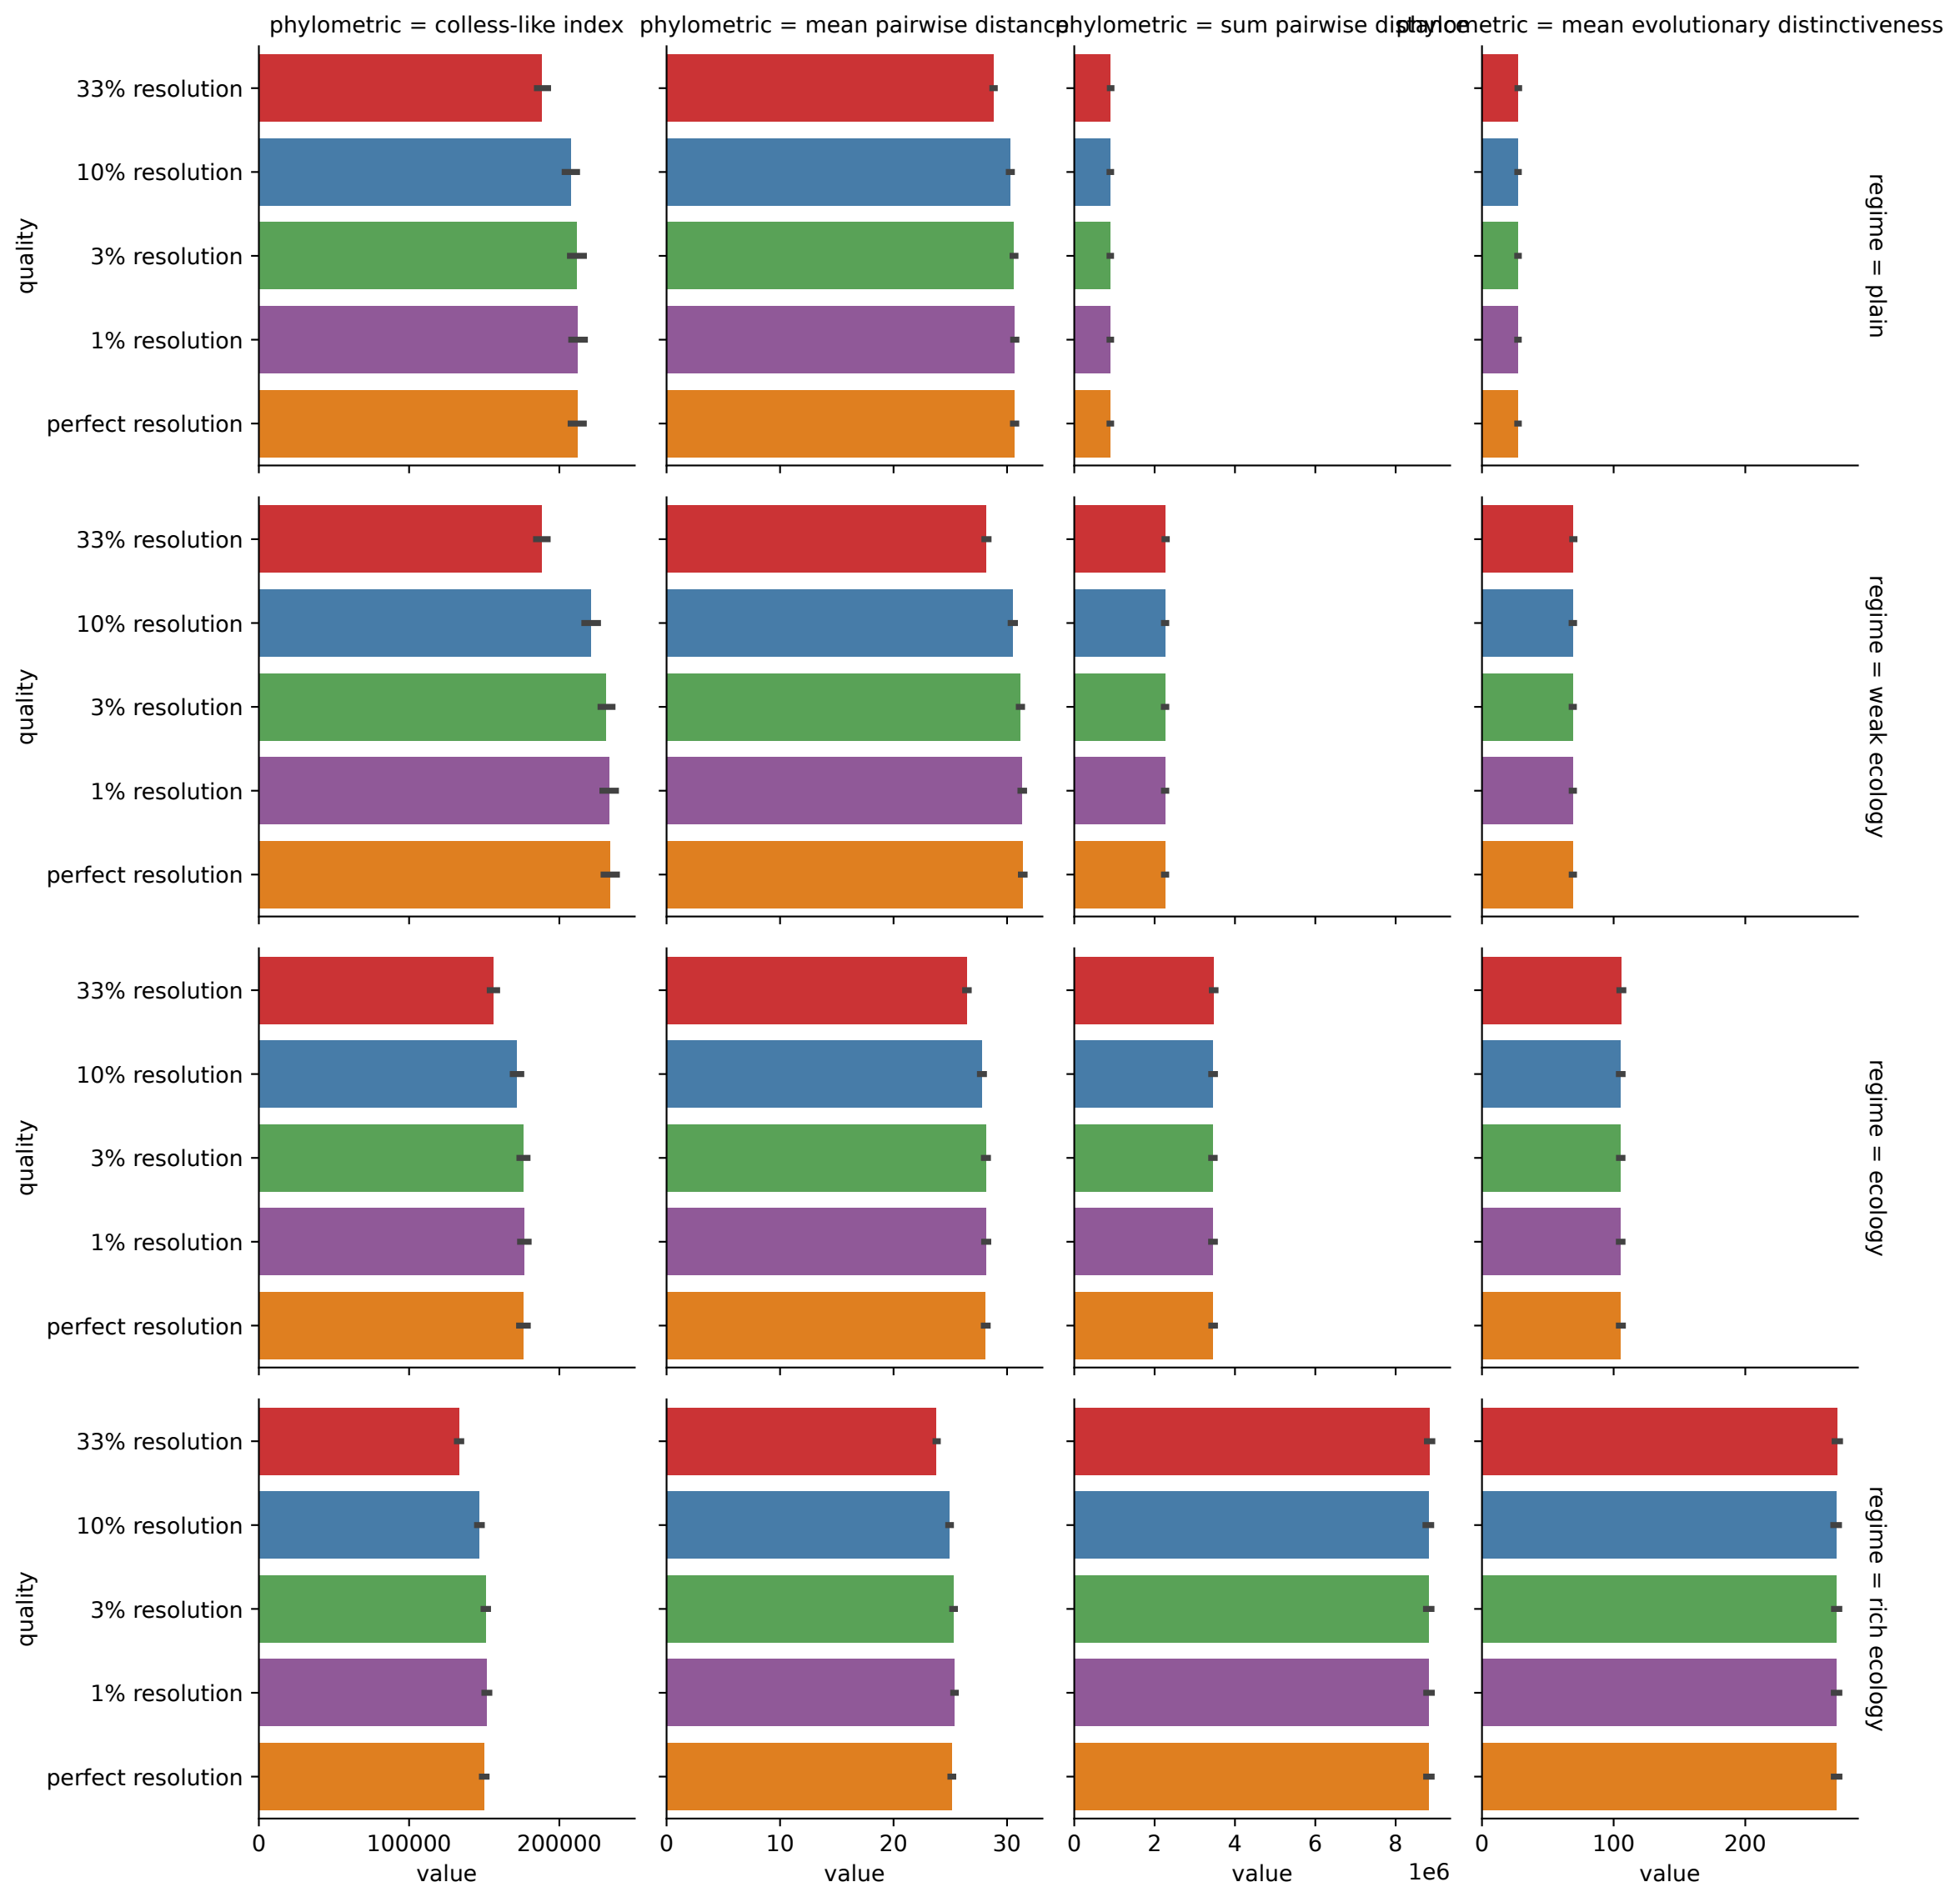 phylometric = colless-like index
phylometric = mean pairwise distance
phylometric = sum pairwise distance
phylometric = mean evolutionary distinctiveness
quality
33% resolution
10% resolution
3% resolution
1% resolution
perfect resolution
regime = plain
quality
33% resolution
10% resolution
3% resolution
1% resolution
perfect resolution
regime = weak ecology
quality
33% resolution
10% resolution
3% resolution
1% resolution
perfect resolution
regime = ecology
quality
33% resolution
10% resolution
3% resolution
1% resolution
perfect resolution
regime = rich ecology
0 100000 200000
value
0 10 20 30
value
0 2 4 6 8
1e6
value
0 100 200
value